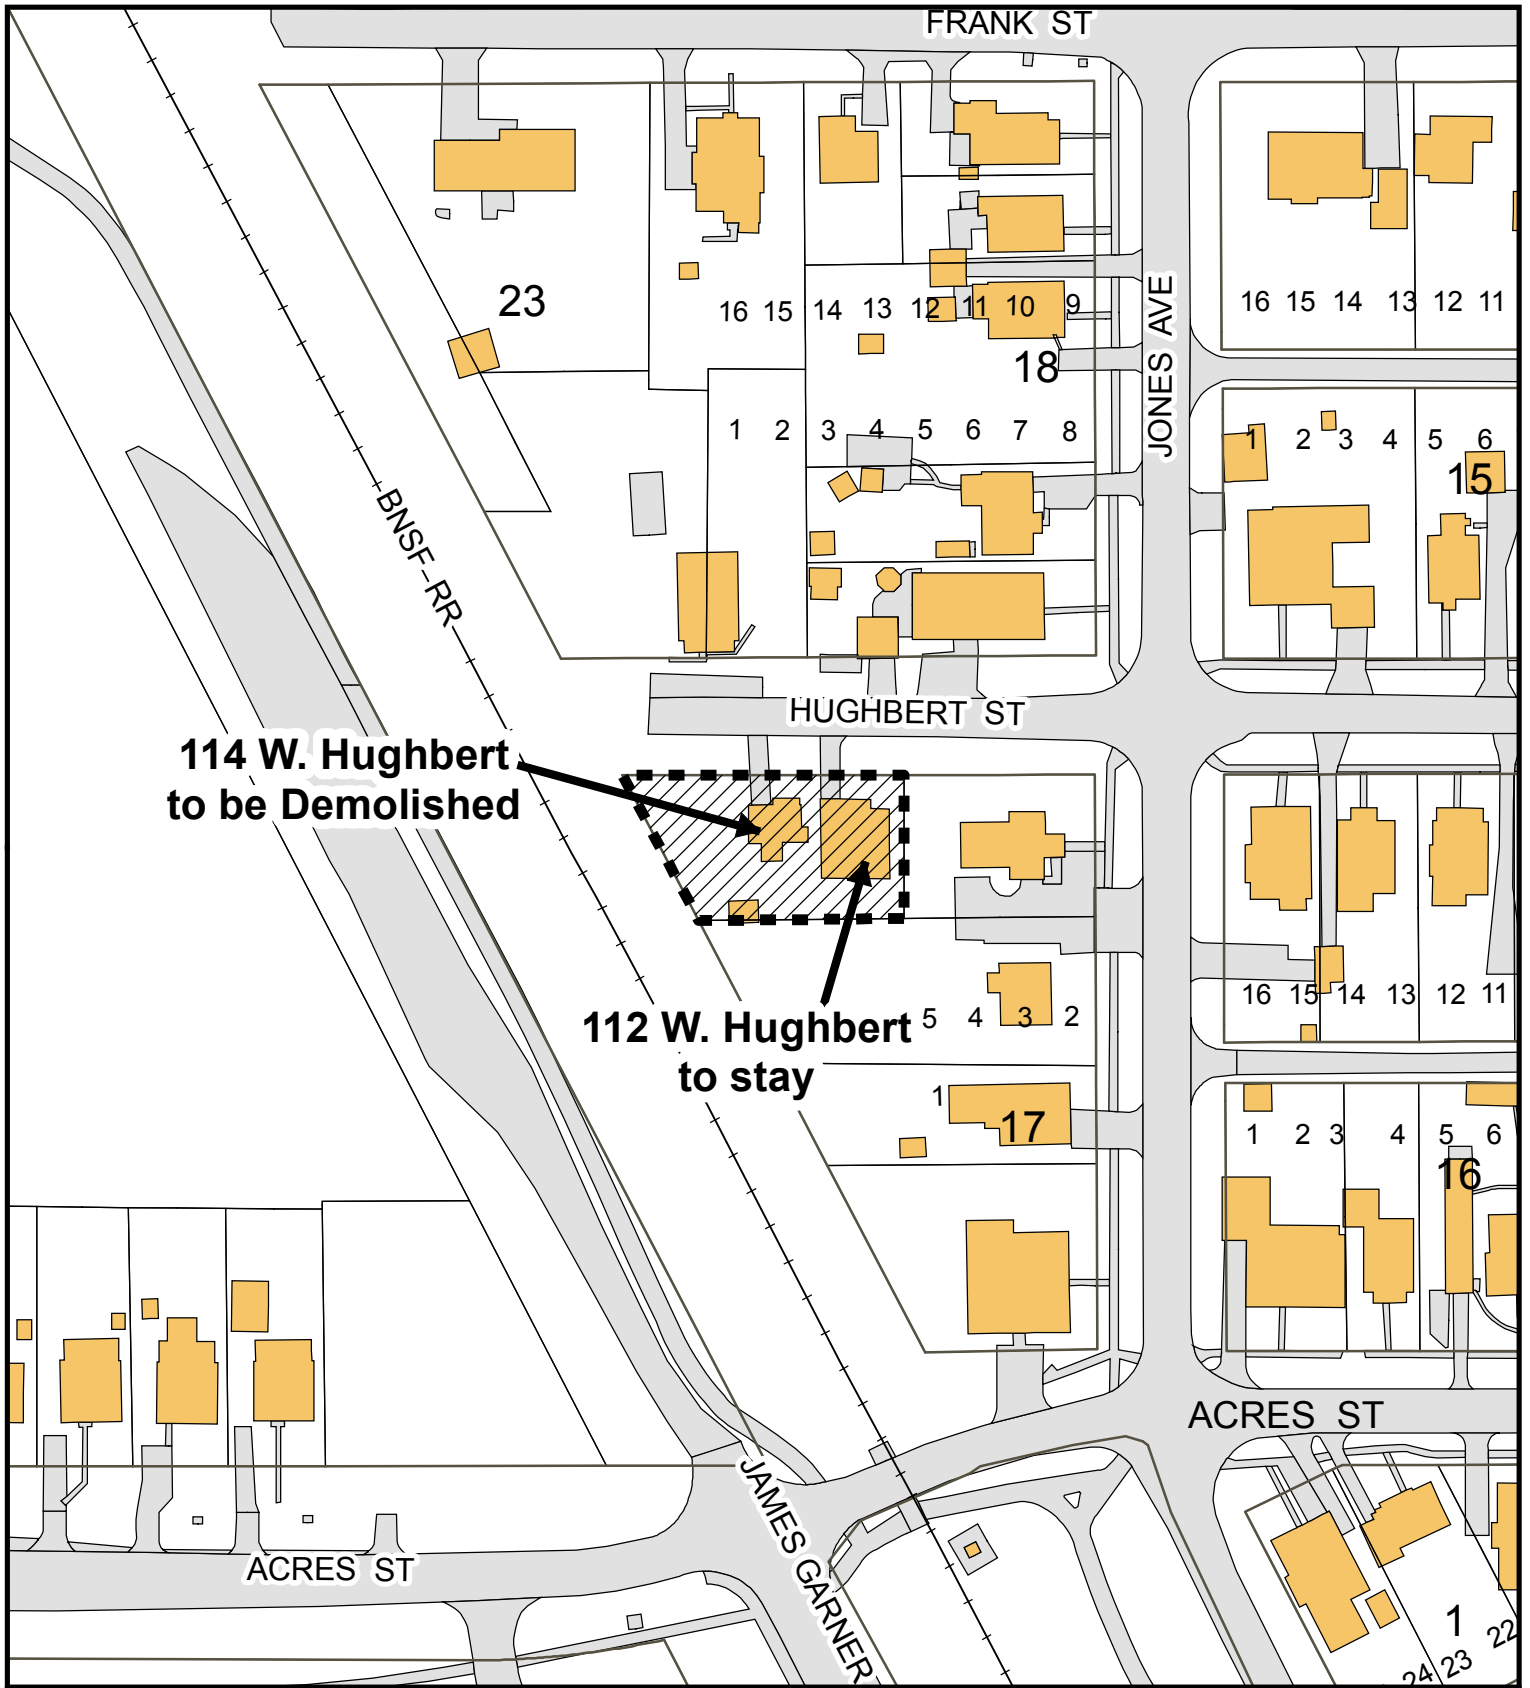 FRANK ST
23
16 15 14 13 12 11 10 9
16 15 14 13 12 11
18
JONES AVE
1 2 3 4 5 6 7 8
1 2 3 4 5 6
15
BNSF-RR
HUGHBERT ST
114 W. Hughbert
to be Demolished
112 W. Hughbert
to stay
5 4 3 2
16 15 14 13 12 11
1
17
1 2 3 4 5 6
16
ACRES ST
JAMES GARNER
ACRES ST
1
24 23 22